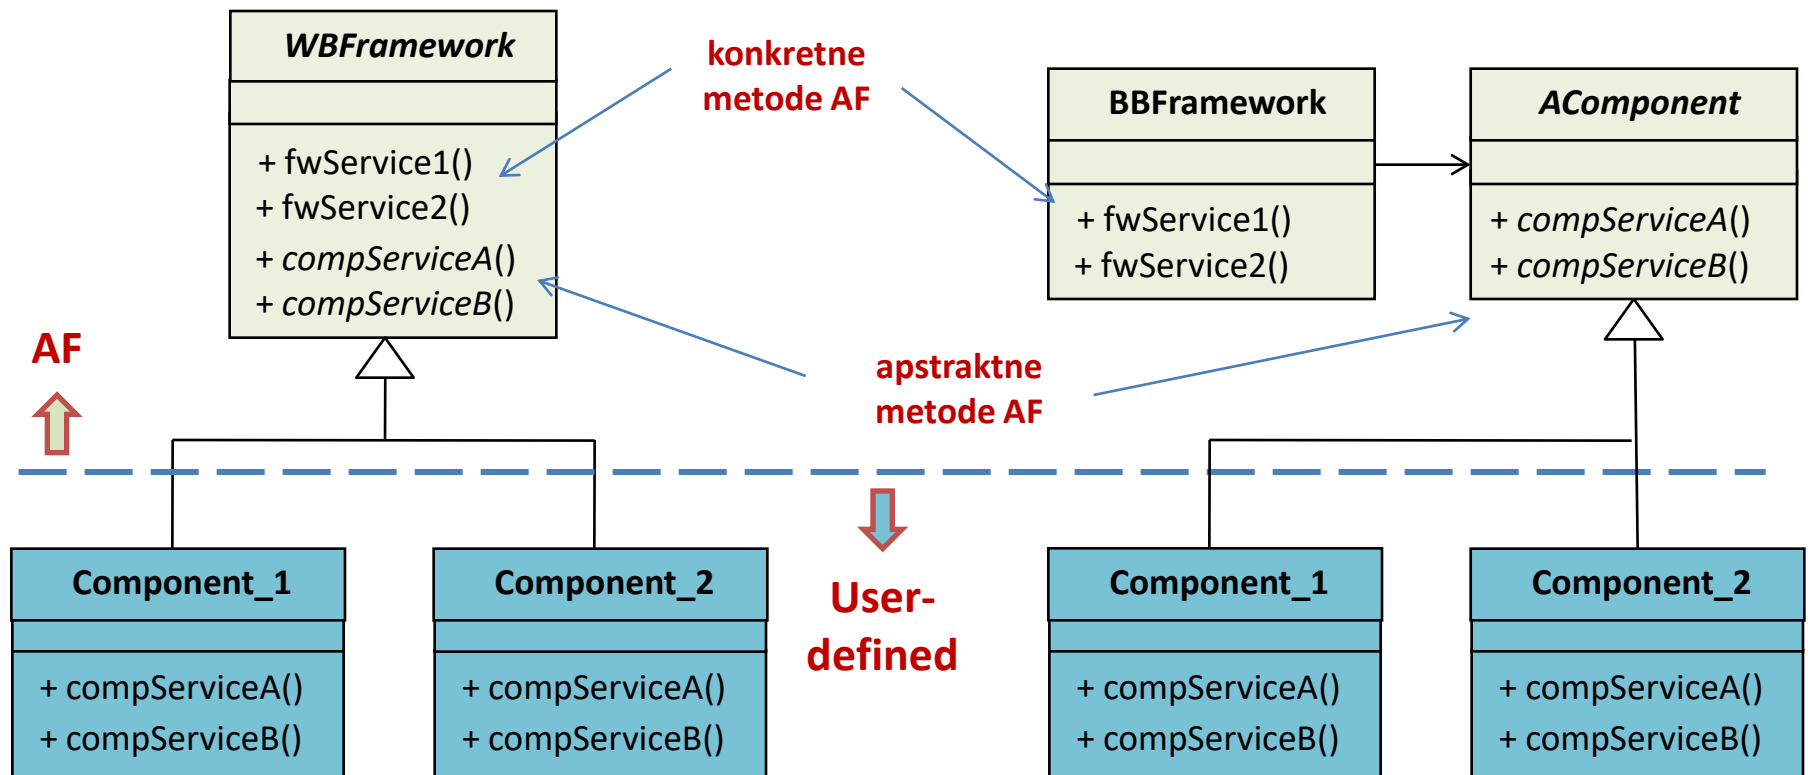 WBFramework
+ fwService1()
+ fwService2()
+ compServiceA()
+ compServiceB()
konkretne
metode AF
BBFramework
+ fwService1()
+ fwService2()
AComponent
+ compServiceA()
+ compServiceB()
AF
apstraktne
metode AF
User-
defined
Component_1
+ compServiceA()
+ compServiceB()
Component_2
+ compServiceA()
+ compServiceB()
Component_1
+ compServiceA()
+ compServiceB()
Component_2
+ compServiceA()
+ compServiceB()